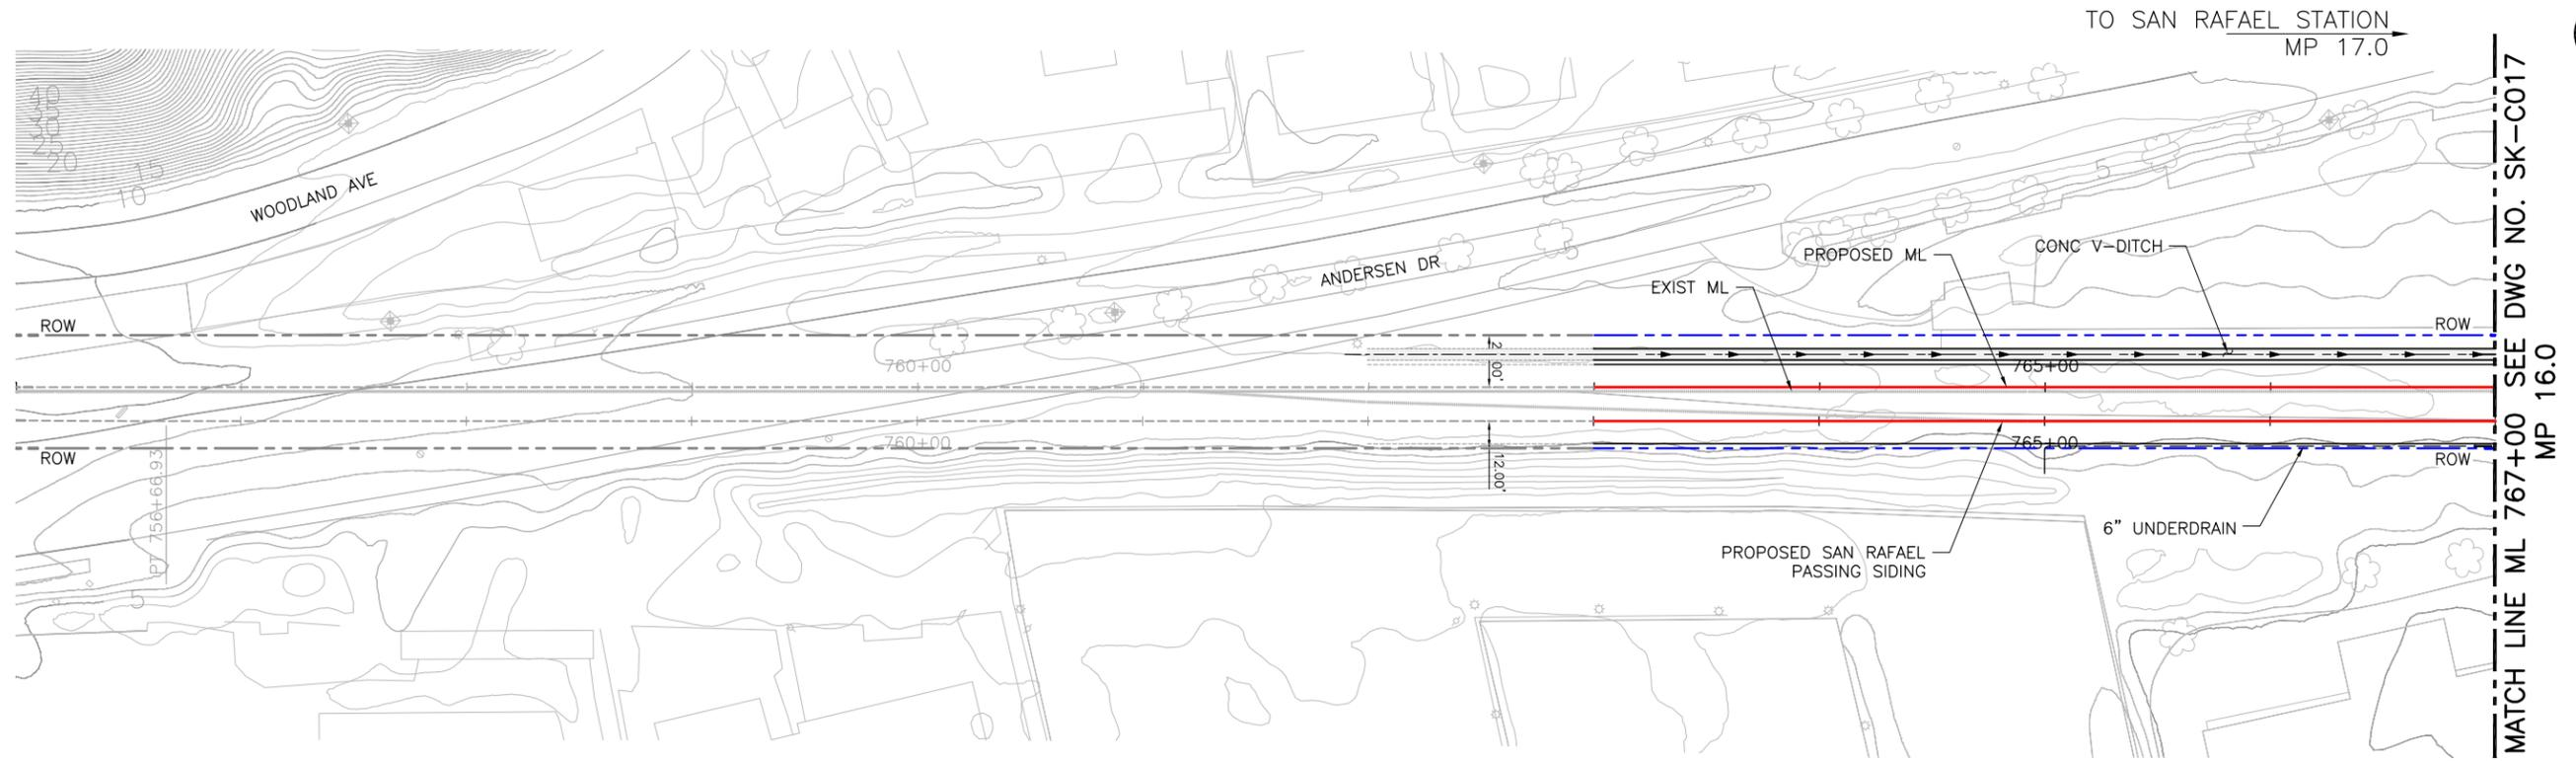 TO SAN RAFAEL STATION
MP 17.0
40
25
20
15
10
WOODLAND AVE
5
ANDERSEN DR
5
PROPOSED ML
CONC V-DITCH
EXIST ML
ROW
ROW
760+00
765+00
760+00
765+00
12.00'
ROW
ROW
PT 756+66.93
5
6" UNDERDRAIN
PROPOSED SAN RAFAEL
PASSING SIDING
MATCH LINE ML 767+00 SEE DWG NO. SK-C017
MP 16.0